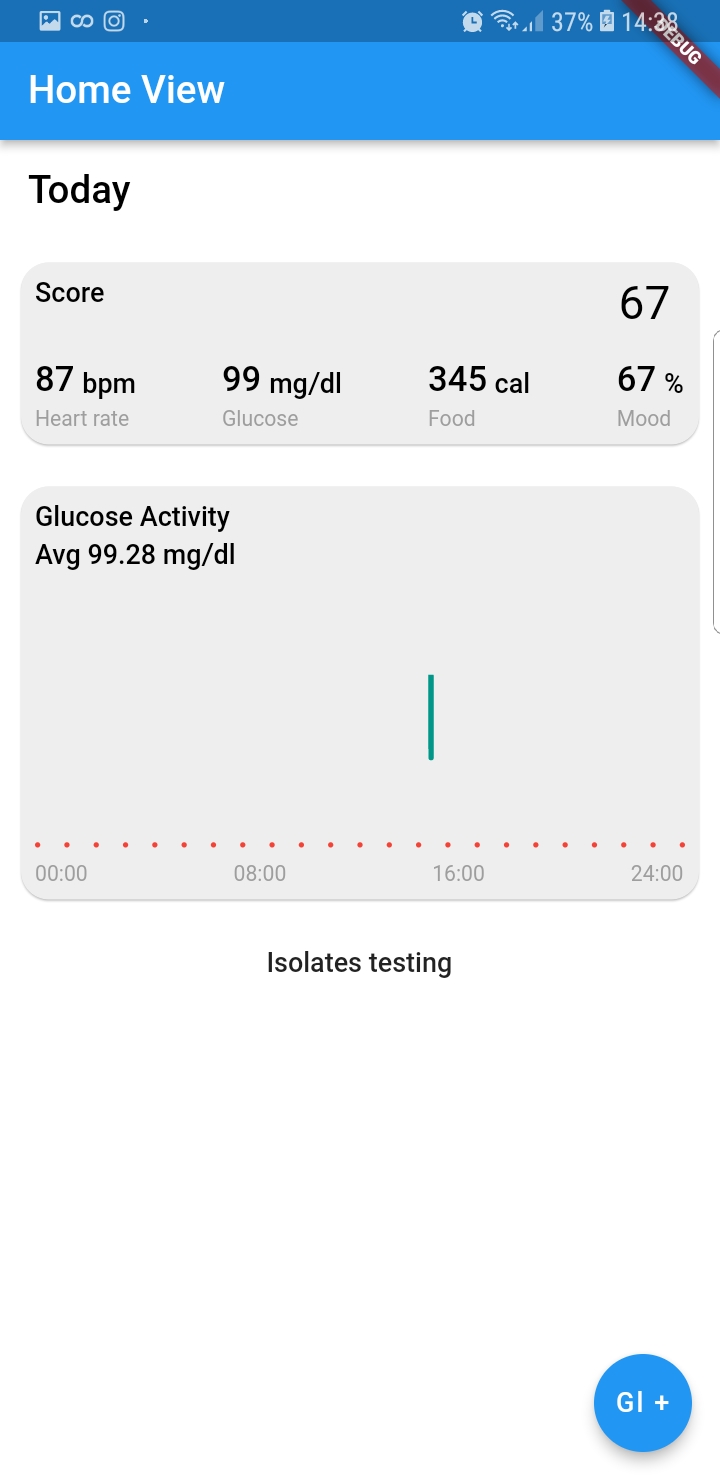 37% 14:38
DEBUG
Home View
Today
Score 67
87 bpm 99 mg/dl 345 cal 67 %
Heart rate Glucose Food Mood
Glucose Activity
Avg 99.28 mg/dl
00:00 08:00 16:00 24:00
Isolates testing
Gl +